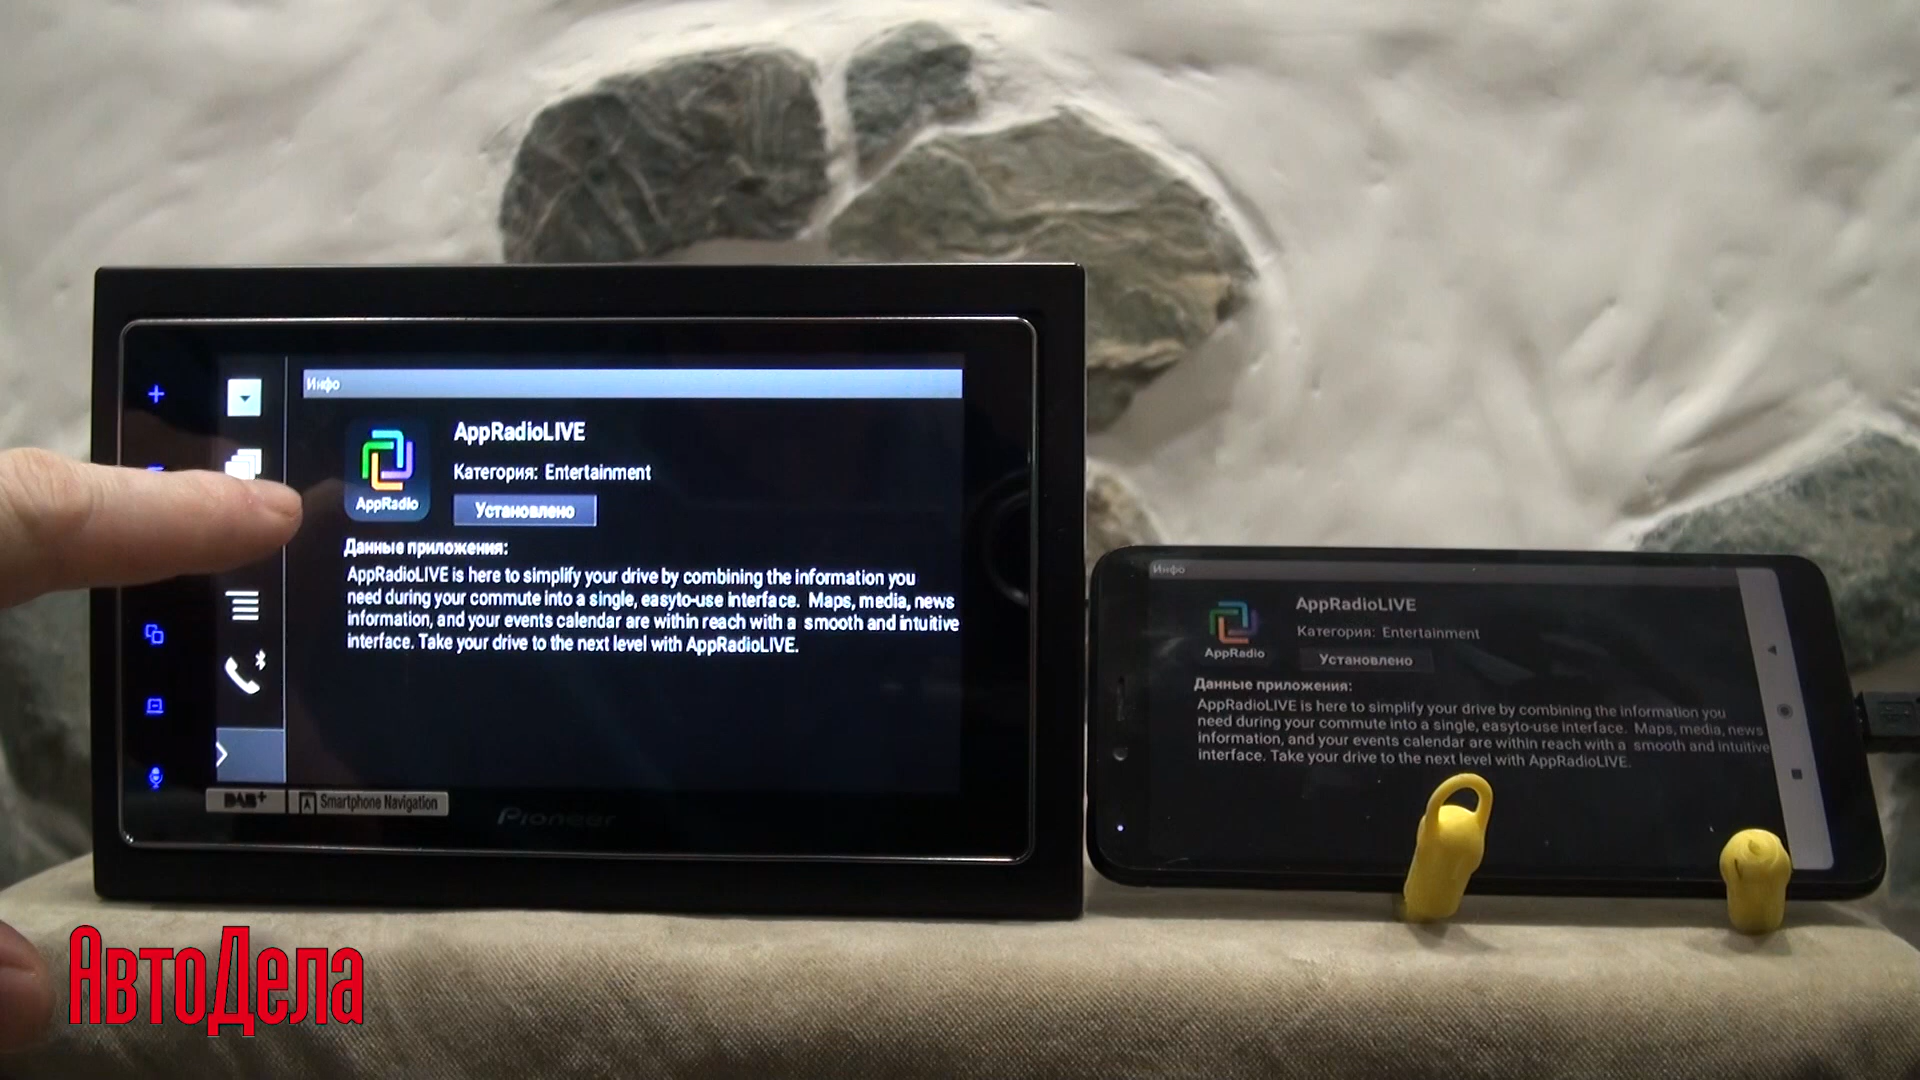 Инфо
AppRadioLIVE
Категория: Entertainment
AppRadio
Установлено
Данные приложения:
AppRadioLIVE is here to simplify your drive by combining the information you
need during your commute into a single, easyto-use interface. Maps, media, news
information, and your events calendar are within reach with a smooth and intuitive
interface. Take your drive to the next level with AppRadioLIVE.
DAB+
A Smartphone Navigation
Pioneer
Инфо
AppRadioLIVE
Категория: Entertainment
AppRadio
Установлено
Данные приложения:
AppRadioLIVE is here to simplify your drive by combining the information you
need during your commute into a single, easyto-use interface. Maps, media, news
information, and your events calendar are within reach with a smooth and intuitive
interface. Take your drive to the next level with AppRadioLIVE.
АвтоДела